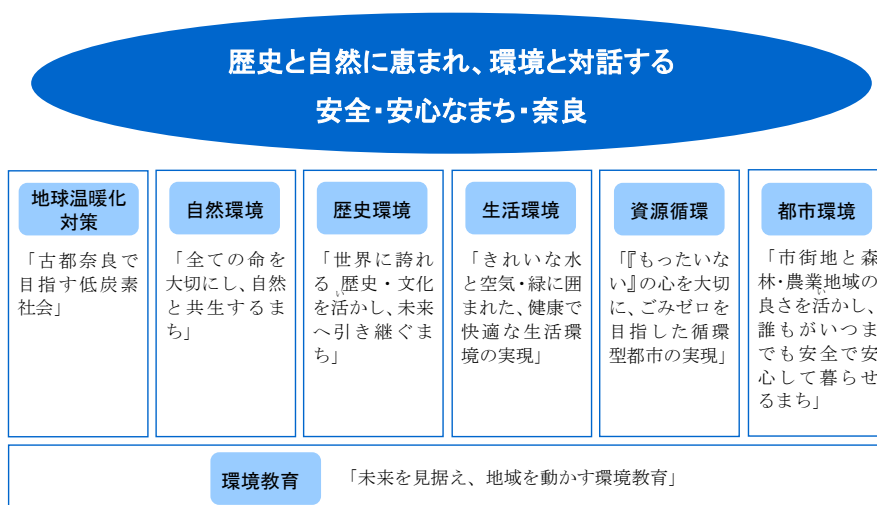 歴史と自然に恵まれ、環境と対話する
安全・安心なまち・奈良
地球温暖化
対策
「古都奈良で
目指す低炭素
社会」
自然環境
「全ての命を
大切にし、自然
と共生するま
ち」
歴史環境
「世界に誇れ
る歴史・文化
を活かし、未来
へ引き継ぐま
ち」
生活環境
「きれいな水
と空気・緑に囲
まれた、健康で
快適な生活環
境の実現」
資源循環
「『もったいな
い』の心を大切
に、ごみゼロを
目指した循環
型都市の実現」
都市環境
「市街地と森
林・農業地域の
良さを活かし、
誰もがいつま
でも安全で安
心して暮らせ
るまち」
環境教育
「未来を見据え、地域を動かす環境教育」